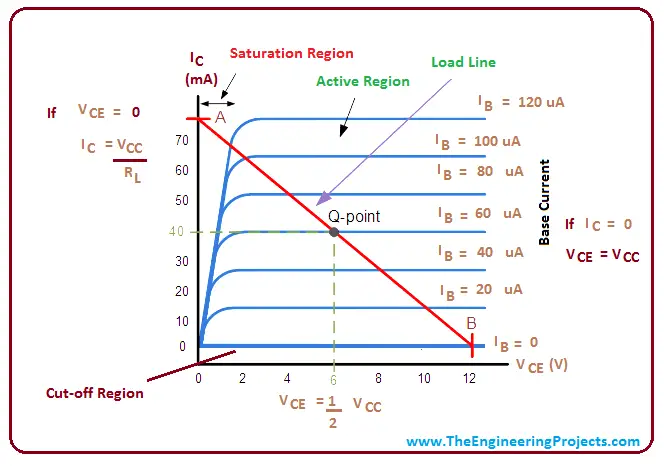 Saturation Region
I C
(mA)
Load Line
Active Region
If V CE = 0
I C = V CC
R L
A
I B = 120 uA
I B = 100 uA
I B = 80 uA
I B = 60 uA
I B = 40 uA
I B = 20 uA
I B = 0
Base Current
If I C = 0
V CE = V CC
70
60
50
40
30
20
10
0
Q-point
B
V CE (V)
0 2 4 6 8 10 12
Cut-off Region
V CE = 1 V CC
2
www.TheEngineeringProjects.com